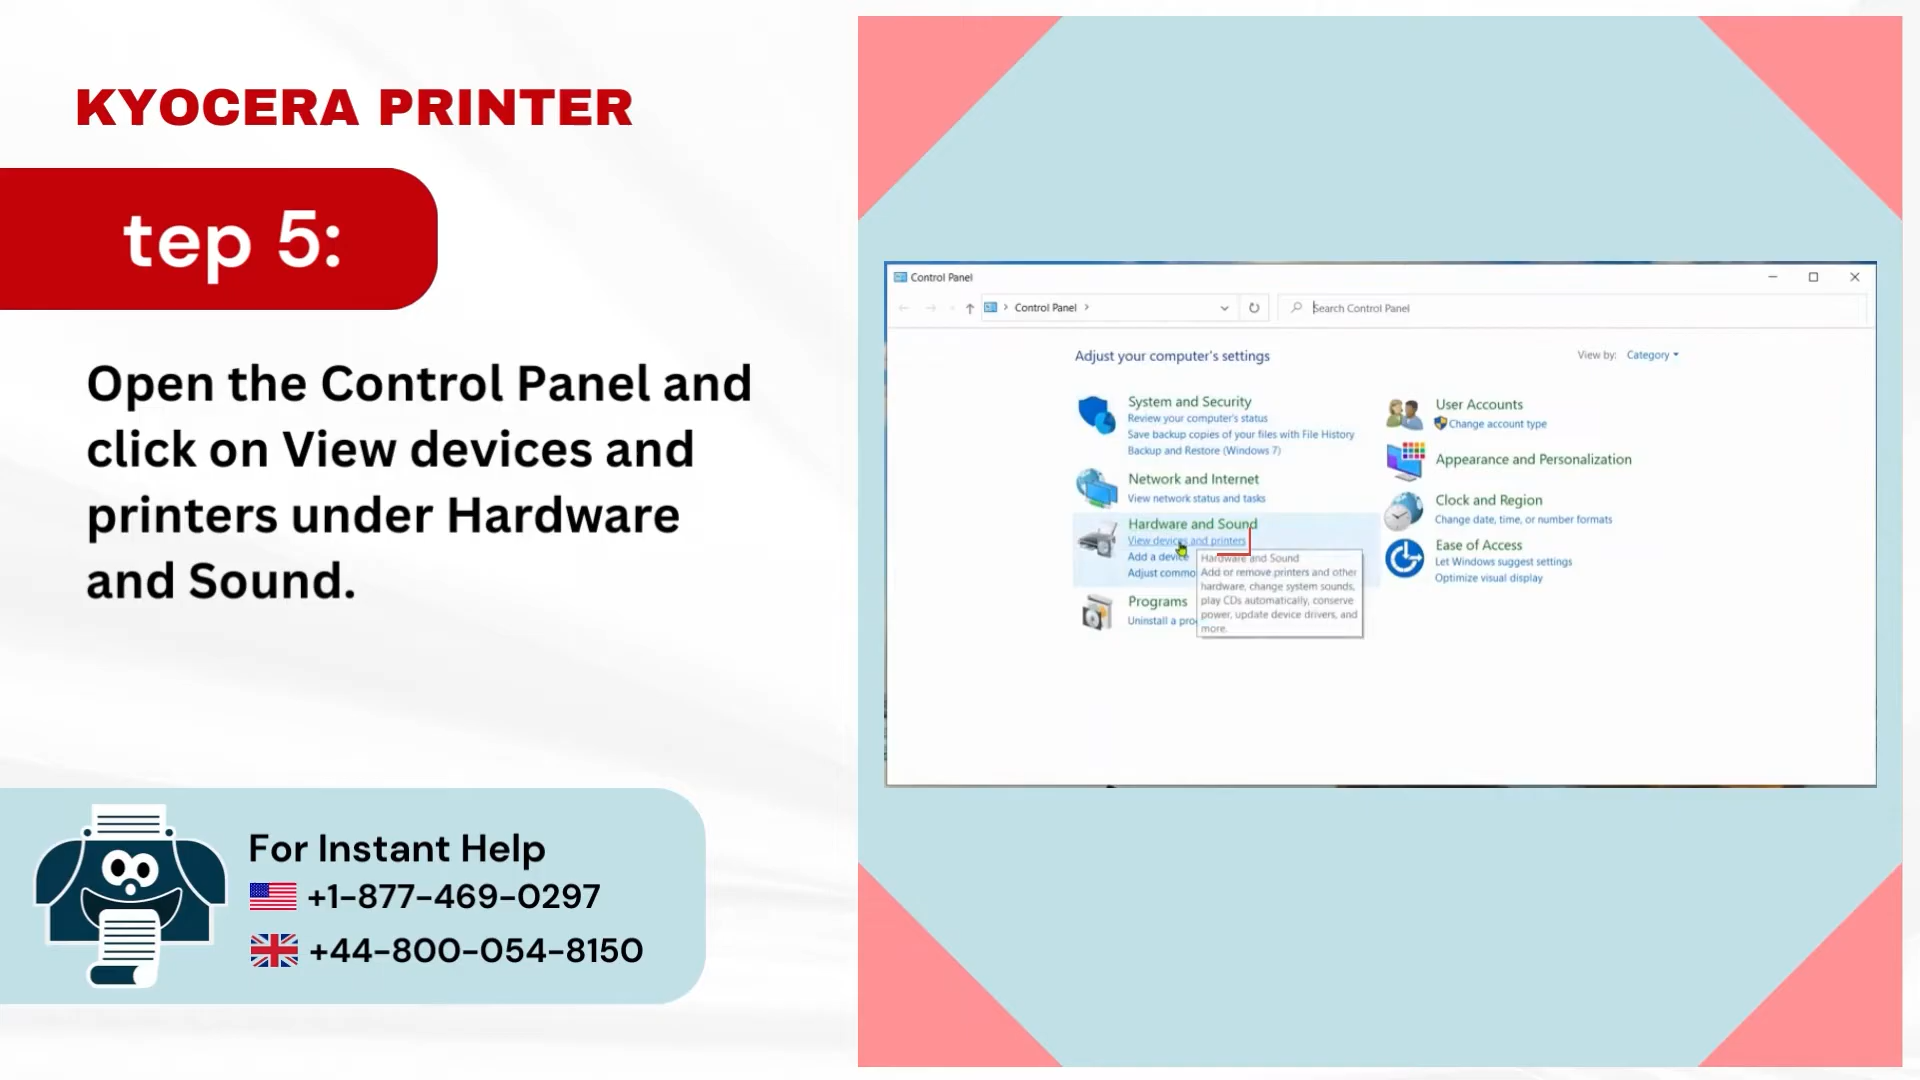 KYOCERA PRINTER
tep 5:
Open the Control Panel and
click on View devices and
printers under Hardware
and Sound.
For Instant Help
+1-877-469-0297
+44-800-054-8150
Control Panel
Control Panel
Search Control Panel
Adjust your computer's settings
View by: Category
System and Security
Review your computer's status
Save backup copies of your files with File History
Backup and Restore (Windows 7)
Network and Internet
View network status and tasks
Hardware and Sound
View devices and printers
Add a device
Adjust commo
Programs
Uninstall a pro
Hardware and Sound
Add or remove printers and other
hardware, change system sounds,
play CDs automatically, conserve
power, update device drivers, and
more.
User Accounts
Change account type
Appearance and Personalization
Clock and Region
Change date, time, or number formats
Ease of Access
Let Windows suggest settings
Optimize visual display